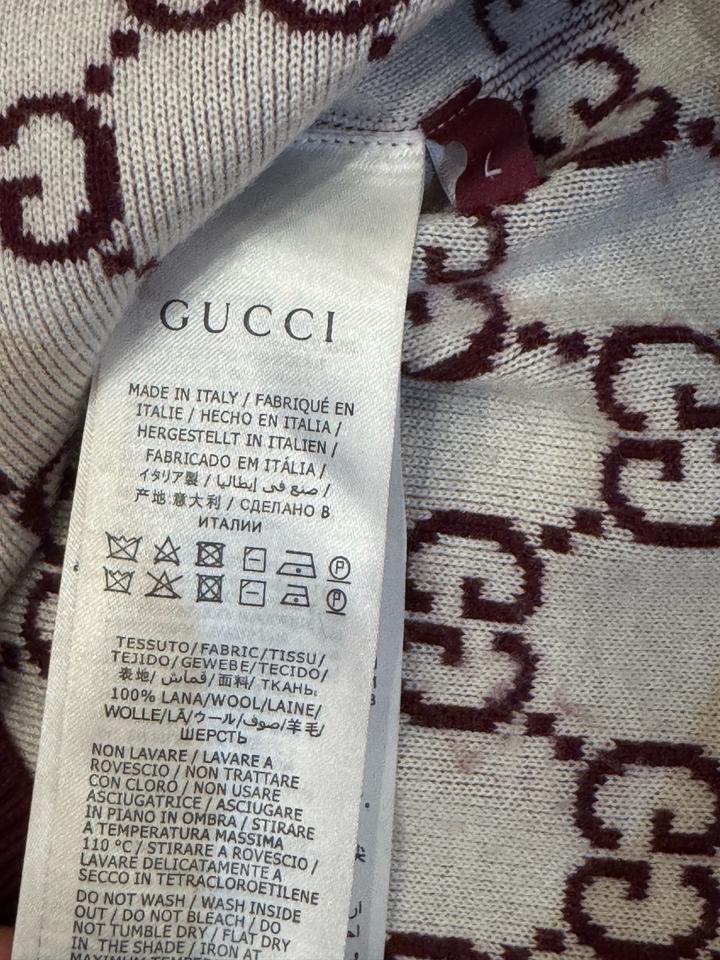 L
GUCCI
MADE IN ITALY / FABRIQUÉ EN
ITALIE / HECHO EN ITALIA /
HERGESTELLT IN ITALIEN /
FABRICADO EM ITÁLIA /
イタリア製 / صنع في إيطاليا /
产地:意大利 / СДЕЛАНО В
ИТАЛИИ
P
P
TESSUTO/FABRIC/TISSU/
TEJIDO/GEWEBE/TECIDO/
表地/قماش/面料/ ТКАНЬ:
100% LANA/WOOL/LAINE/
WOLLE/LÃ/ウール/صوف/羊毛/
ШЕРСТЬ
NON LAVARE / LAVARE A
ROVESCIO / NON TRATTARE
CON CLORO / NON USARE
ASCIUGATRICE / ASCIUGARE
IN PIANO IN OMBRA / STIRARE
A TEMPERATURA MASSIMA
110 °C / STIRARE A ROVESCIO /
LAVARE DELICATAMENTE A
SECCO IN TETRACLOROETILENE
DO NOT WASH / WASH INSIDE
OUT / DO NOT BLEACH / DO
NOT TUMBLE DRY / FLAT DRY
IN THE SHADE / IRON AT